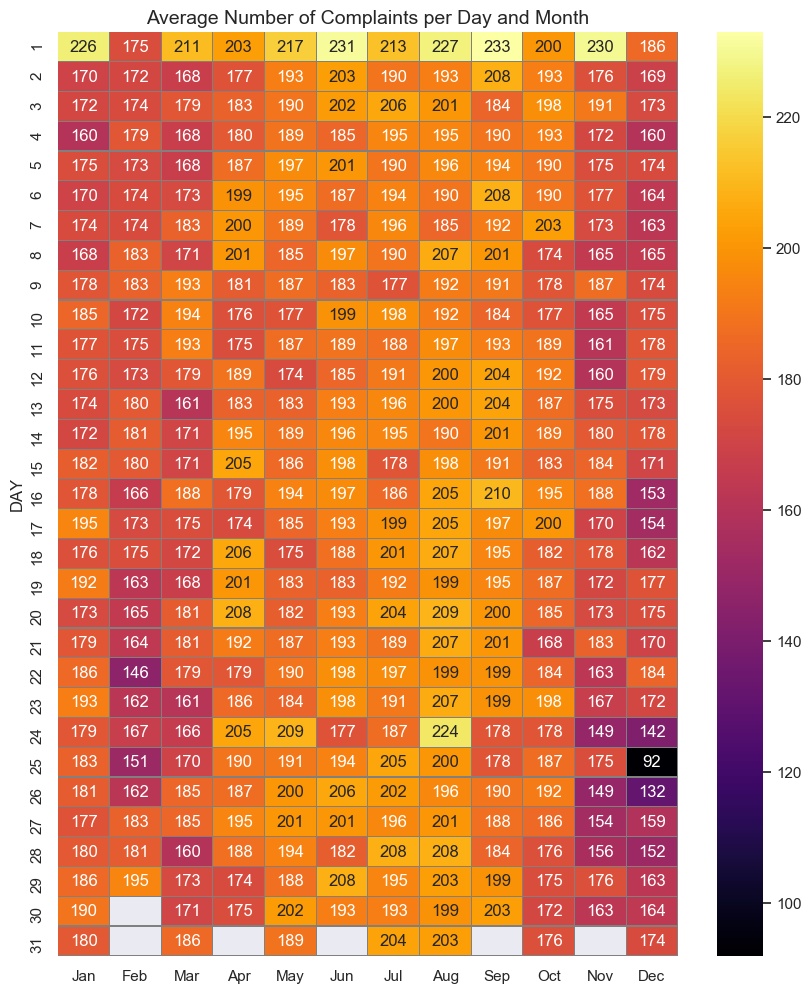 Average Number of Complaints per Day and Month
1 226 175 211 203 217 231 213 227 233 200 230 186
2 170 172 168 177 193 203 190 193 208 193 176 169
3 172 174 179 183 190 202 206 201 184 198 191 173
4 160 179 168 180 189 185 195 195 190 193 172 160
5 175 173 168 187 197 201 190 196 194 190 175 174
6 170 174 173 199 195 187 194 190 208 190 177 164
7 174 174 183 200 189 178 196 185 192 203 173 163
8 168 183 171 201 185 197 190 207 201 174 165 165
9 178 183 193 181 187 183 177 192 191 178 187 174
10 185 172 194 176 177 199 198 192 184 177 165 175
11 177 175 193 175 187 189 188 197 193 189 161 178
12 176 173 179 189 174 185 191 200 204 192 160 179
13 174 180 161 183 183 193 196 200 204 187 175 173
14 172 181 171 195 189 196 195 190 201 189 180 178
15 182 180 171 205 186 198 178 198 191 183 184 171
DAY
16 178 166 188 179 194 197 186 205 210 195 188 153
17 195 173 175 174 185 193 199 205 197 200 170 154
18 176 175 172 206 175 188 201 207 195 182 178 162
19 192 163 168 201 183 183 192 199 195 187 172 177
20 173 165 181 208 182 193 204 209 200 185 173 175
21 179 164 181 192 187 193 189 207 201 168 183 170
22 186 146 179 179 190 198 197 199 199 184 163 184
23 193 162 161 186 184 198 191 207 199 198 167 172
24 179 167 166 205 209 177 187 224 178 178 149 142
25 183 151 170 190 191 194 205 200 178 187 175 92
26 181 162 185 187 200 206 202 196 190 192 149 132
27 177 183 185 195 201 201 196 201 188 186 154 159
28 180 181 160 188 194 182 208 208 184 176 156 152
29 186 195 173 174 188 208 195 203 199 175 176 163
30 190 171 175 202 193 193 199 203 172 163 164
31 180 186 189 204 203 176 174
Jan Feb Mar Apr May Jun Jul Aug Sep Oct Nov Dec
220
200
180
160
140
120
100